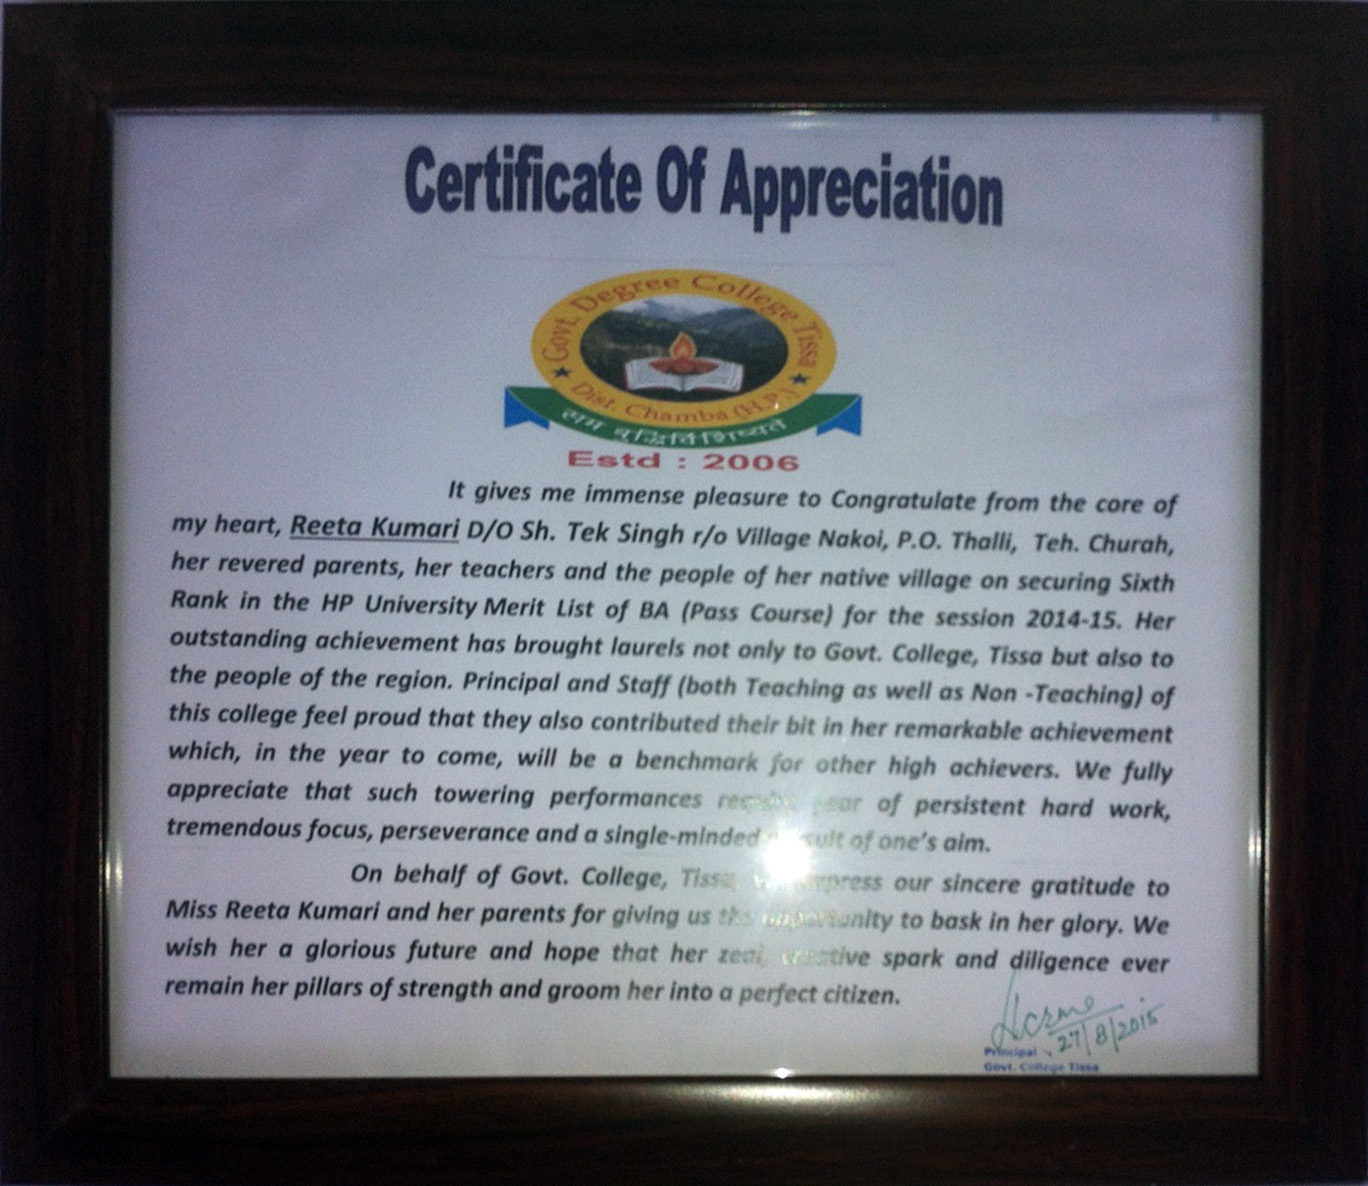 Certificate Of Appreciation
Govt. Degree College Tissa
Dist. Chamba (H.P.)
सम बुद्धिर्विशिष्यते
Estd : 2006
It gives me immense pleasure to Congratulate from the core of
my heart, Reeta Kumari D/O Sh. Tek Singh r/o Village Nakoi, P.O. Thalli, Teh. Churah,
her revered parents, her teachers and the people of her native village on securing Sixth
Rank in the HP University Merit List of BA (Pass Course) for the session 2014-15. Her
outstanding achievement has brought laurels not only to Govt. College, Tissa but also to
the people of the region. Principal and Staff (both Teaching as well as Non -Teaching) of
this college feel proud that they also contributed their bit in her remarkable achievement
which, in the year to come, will be a benchmark for other high achievers. We fully
appreciate that such towering performances require year of persistent hard work,
tremendous focus, perseverance and a single-minded pursuit of one's aim.
On behalf of Govt. College, Tissa, express our sincere gratitude to
Miss Reeta Kumari and her parents for giving us the opportunity to bask in her glory. We
wish her a glorious future and hope that her zeal, creative spark and diligence ever
remain her pillars of strength and groom her into a perfect citizen.
27/8/2015
Principal
Govt. College Tissa